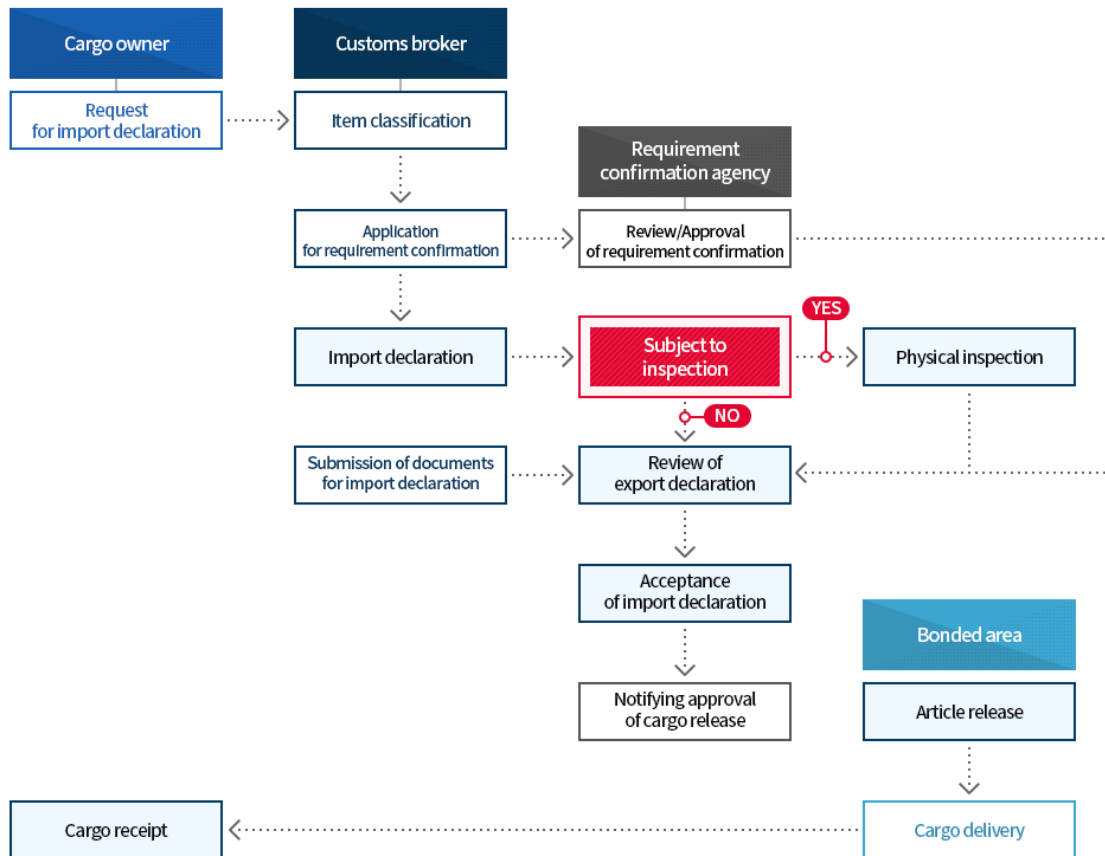 Cargo owner
Customs broker
Request
for import declaration
Item classification
Requirement
confirmation agency
Application
for requirement confirmation
Review/Approval
of requirement confirmation
YES
Import declaration
Subject to
inspection
Physical inspection
NO
Submission of documents
for import declaration
Review of
export declaration
Acceptance
of import declaration
Bonded area
Notifying approval
of cargo release
Article release
Cargo receipt
Cargo delivery